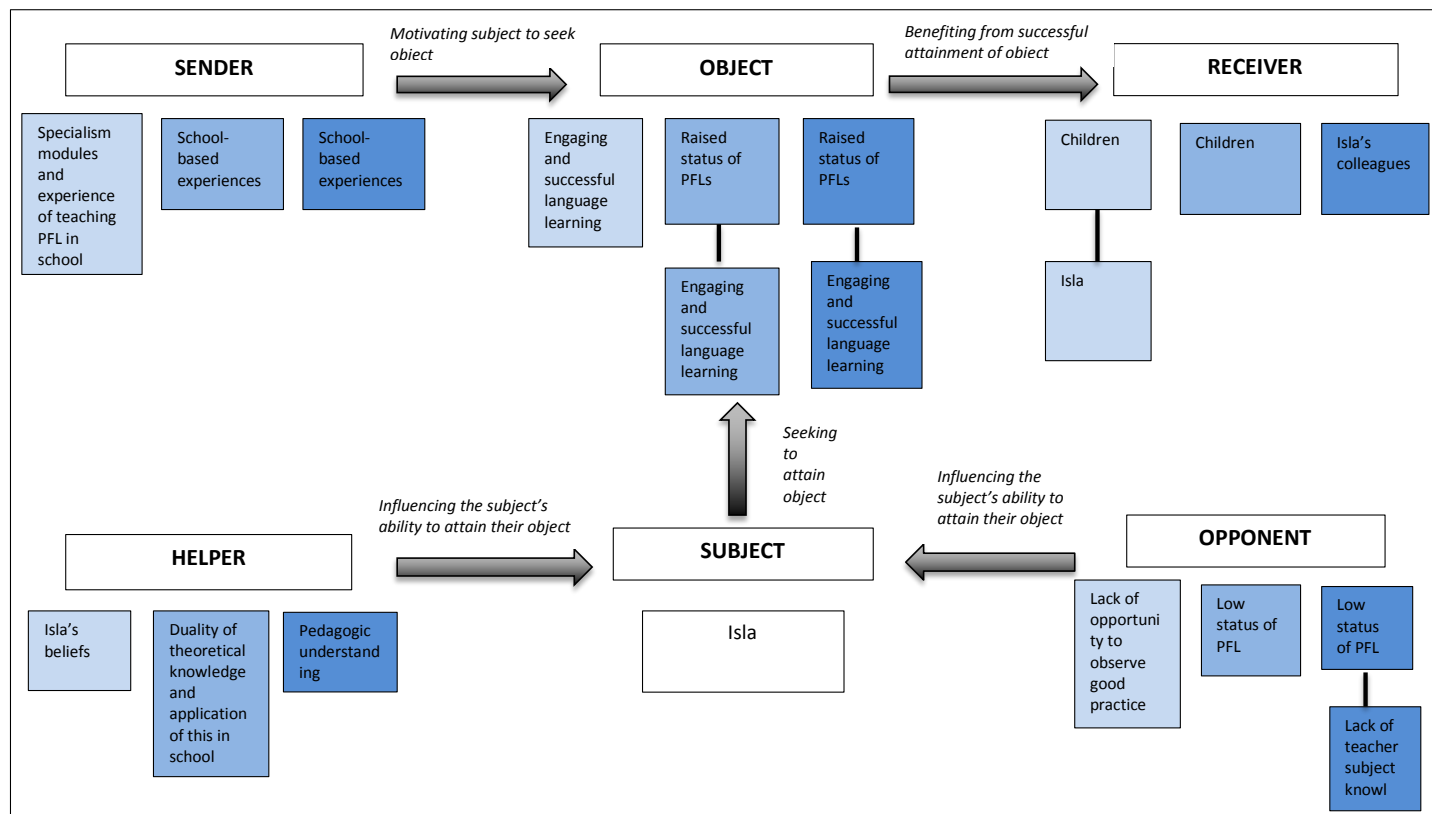 Motivating subject to seek
object
Benefiting from successful
attainment of object
SENDER
OBJECT
RECEIVER
Specialism
modules
and
experience
of teaching
PFL in
school
School-
based
experiences
School-
based
experiences
Engaging
and
successful
language
learning
Raised
status of
PFLs
Raised
status of
PFLs
Engaging
and
successful
language
learning
Engaging
and
successful
language
learning
Children
Isla
Children
Isla's
colleagues
Seeking
to
attain
object
Influencing the subject's
ability to attain their object
Influencing the
subject's ability to
attain their object
HELPER
SUBJECT
OPPONENT
Isla's
beliefs
Duality of
theoretical
knowledge
and
application
of this in
school
Pedagogic
understand
ing
Isla
Lack of
opportuni
ty to
observe
good
practice
Low
status of
PFL
Low
status
of PFL
Lack of
teacher
subject
knowl